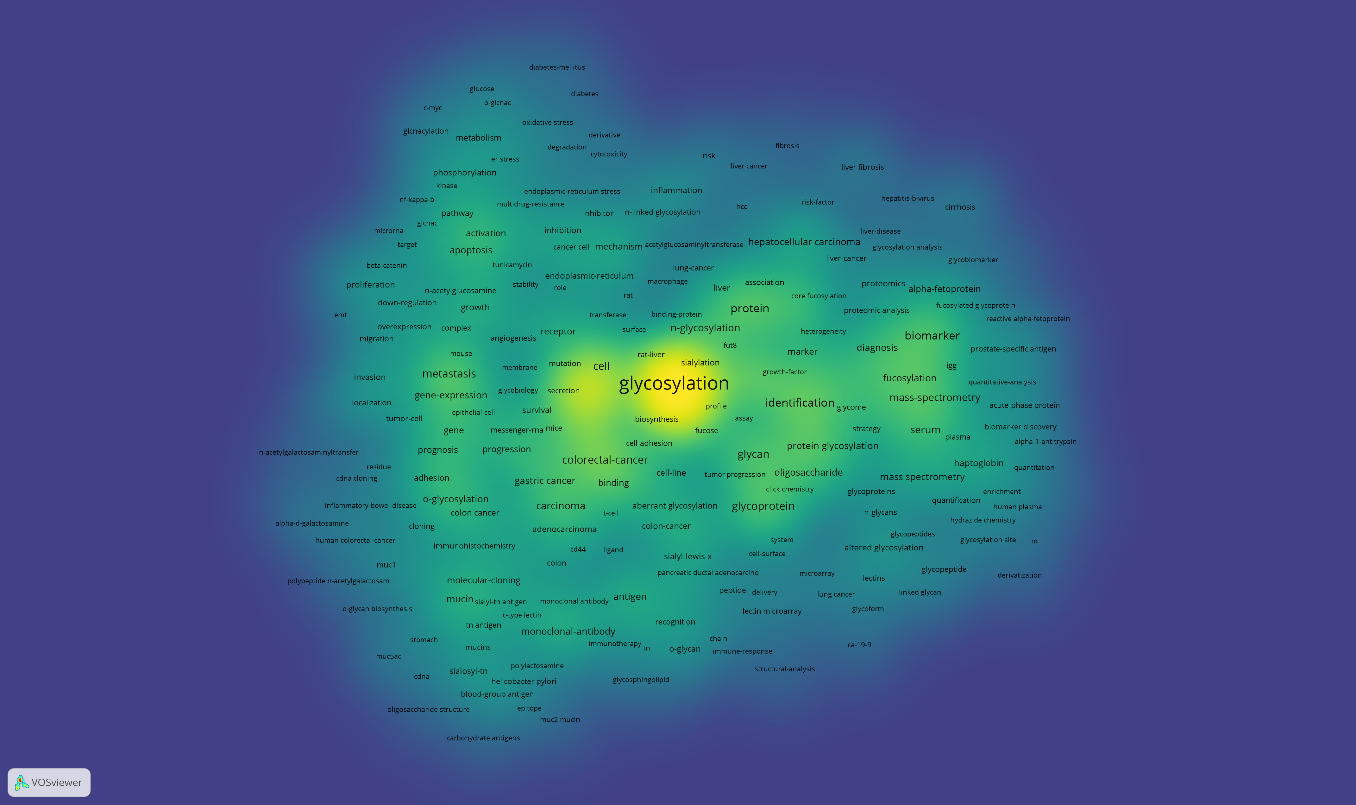 diabetes-mellitus
glucose
diabetes
o-glcnac
c-myc
oxidative stress
glcnacylation
metabolism
derivative
degradation
cytotoxicity
fibrosis
er stress
risk
liver cancer
liver fibrosis
phosphorylation
kinase
endoplasmic-reticulum stress
inflammation
nf-kappa-b
multidrug-resistance
hcc
risk-factor
hepatitis-b-virus
cirrhosis
pathway
inhibitor
n-linked glycosylation
glcnac
microrna
activation
inhibition
liver-disease
target
apoptosis
cancer cell
mechanism
acetylglucosaminyltransferase
hepatocellular carcinoma
glycosylation analysis
liver-cancer
glycobiomarker
beta-catenin
tunicamycin
lung-cancer
endoplasmic-reticulum
macrophage
association
proliferation
stability
role
liver
proteomics
alpha-fetoprotein
n-acetyl-glucosamine
rat
core fucosylation
down-regulation
growth
protein
proteomic analysis
fucosylated glycoprotein
emt
transferase
binding-protein
reactive alpha-fetoprotein
overexpression
complex
receptor
surface
n-glycosylation
heterogeneity
biomarker
migration
angiogenesis
fut8
marker
diagnosis
prostate-specific antigen
mouse
rat-liver
membrane
mutation
cell
sialylation
igg
metastasis
growth-factor
invasion
glycosylation
fucosylation
quantitative-analysis
gene-expression
glycobiology
secretion
mass-spectrometry
localization
epithelial cell
survival
profile
identification
glycome
acute-phase protein
tumor-cell
biosynthesis
assay
gene
messenger-rna
mice
fucose
strategy
serum
plasma
biomarker discovery
n-acetylgalactosaminyltransfer
prognosis
progression
cell adhesion
glycan
protein glycosylation
alpha-1-antitrypsin
residue
colorectal-cancer
haptoglobin
cdna cloning
adhesion
gastric cancer
binding
cell-line
tumor progression
oligosaccharide
mass spectrometry
quantitation
click chemistry
glycoproteins
enrichment
inflammatory-bowel-disease
o-glycosylation
carcinoma
aberrant glycosylation
glycoprotein
quantification
human plasma
colon cancer
t-cell
n-glycans
alpha-d-galactosamine
cloning
adenocarcinoma
colon-cancer
hydrazide chemistry
human colorectal-cancer
immunohistochemistry
cd44
ligand
system
glycopeptides
glycosylation site
m
muc1
colon
sialyl-lewis-x
cell-surface
altered glycosylation
polypeptide n-acetylgalactosam
molecular-cloning
pancreatic ductal adenocarcino
microarray
lectins
glycopeptide
derivatization
mucin
sialyl-tn antigen
monoclonal antibody
antigen
peptide
delivery
lung cancer
linked glycan
o-glycan biosynthesis
c-type lectin
lectin microarray
glycoform
tn antigen
recognition
stomach
monoclonal-antibody
mucins
immunotherapy
tn
o-glycan
chain
immune-response
ca-19-9
muc5ac
cdna
sialosyl-tn
polylactosamine
structural-analysis
helicobacter-pylori
glycosphingolipid
blood-group antigen
oligosaccharide structure
epitope
muc2 mucin
carbohydrate antigens
VOSviewer